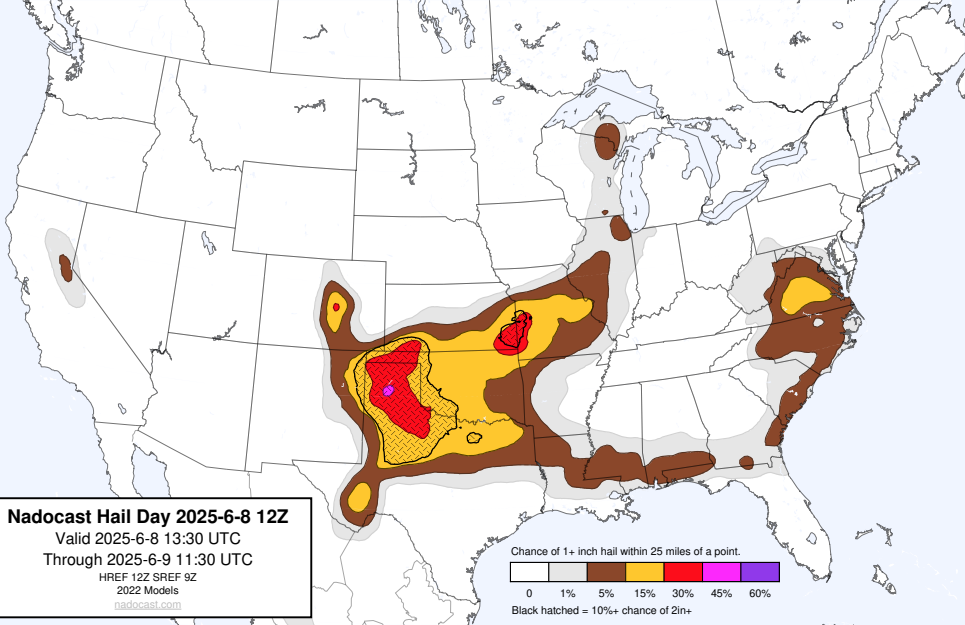 Nadocast Hail Day 2025-6-8 12Z
Valid 2025-6-8 13:30 UTC
Through 2025-6-9 11:30 UTC
HREF 12Z SREF 9Z
2022 Models
nadocast.com
Chance of 1+ inch hail within 25 miles of a point.
0 1% 5% 15% 30% 45% 60%
Black hatched = 10%+ chance of 2in+